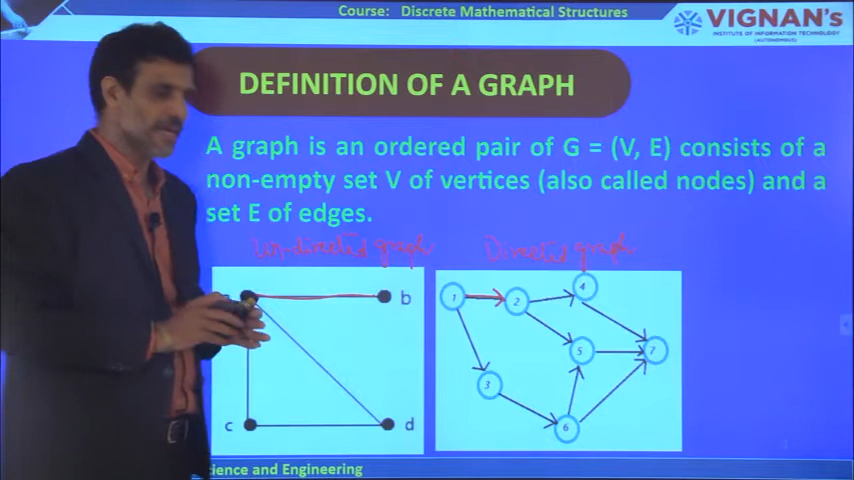 Course: Discrete Mathematical Structures
VIGNAN's
INSTITUTE OF INFORMATION TECHNOLOGY
(AUTONOMOUS)
DEFINITION OF A GRAPH
A graph is an ordered pair of G = (V, E) consists of a
non-empty set V of vertices (also called nodes) and a
set E of edges.
Un-directed graph
Directed graph
b
c
d
1
2
4
5
7
3
6
ience and Engineering